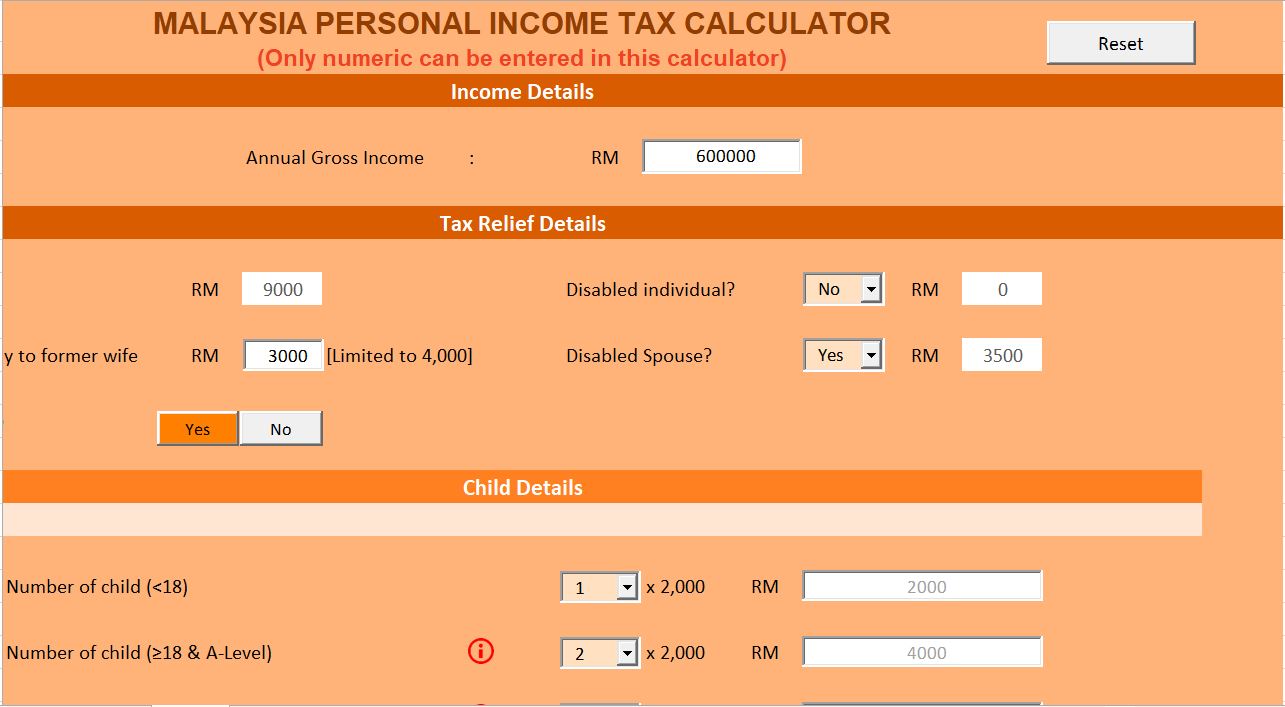 MALAYSIA PERSONAL INCOME TAX CALCULATOR
(Only numeric can be entered in this calculator)
Reset
Income Details
Annual Gross Income : RM 600000
Tax Relief Details
RM 9000 Disabled individual? No RM 0
y to former wife RM 3000 [Limited to 4,000] Disabled Spouse? Yes RM 3500
Yes No
Child Details
Number of child (<18) 1 x 2,000 RM 2000
Number of child (≥18 & A-Level) i 2 x 2,000 RM 4000